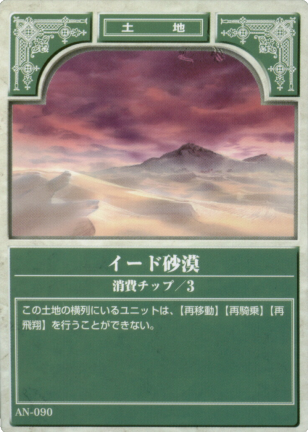 土 地
イード砂漠
消費チップ/3
この土地の横列にいるユニットは、【再移動】【再騎乗】【再
飛翔】を行うことができない。
AN-090